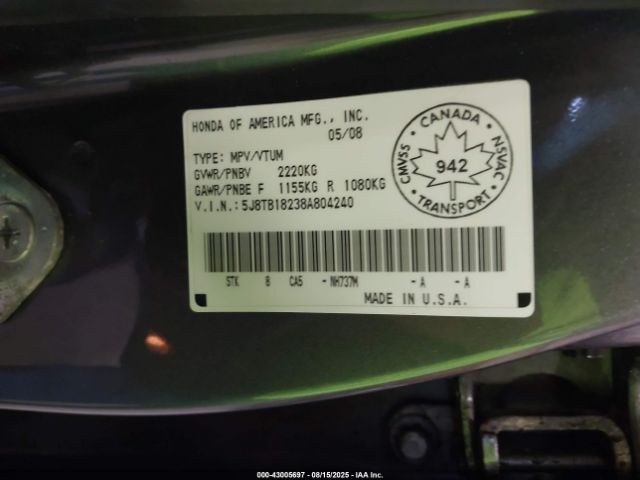 HONDA OF AMERICA MFG., INC.
05/08
TYPE: MPV/VTUM
GVWR/PNBV 2220KG
GAWR/PNBE F 1155KG R 1080KG
V.I.N.: 5J8TB18238A804240
CANADA
CMVSS
942
NSVAC
TRANSPORT
STK 8 CA5 - NH737M - A - A
MADE IN U.S.A.
000-43005697 - 08/15/2025 - IAA Inc.